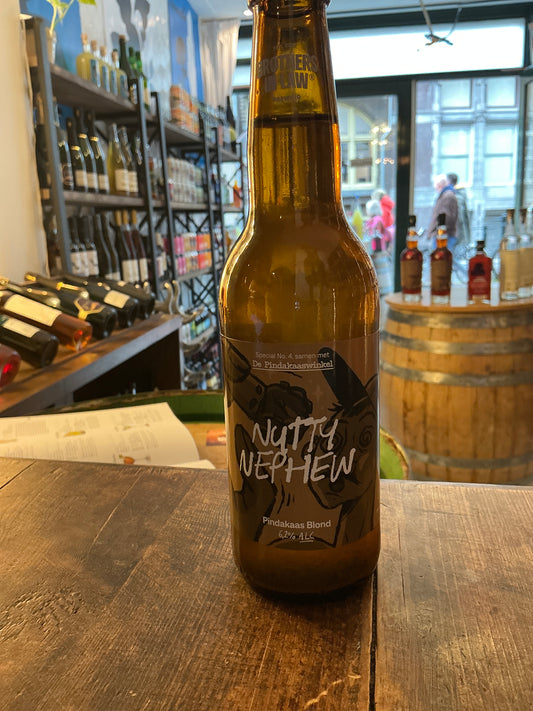 BROTHERS
IN LAW®
Special No. 4, samen met
De Pindakaaswinkel
NUTTY
NEPHEW
Pindakaas Blond
6,2% ALC